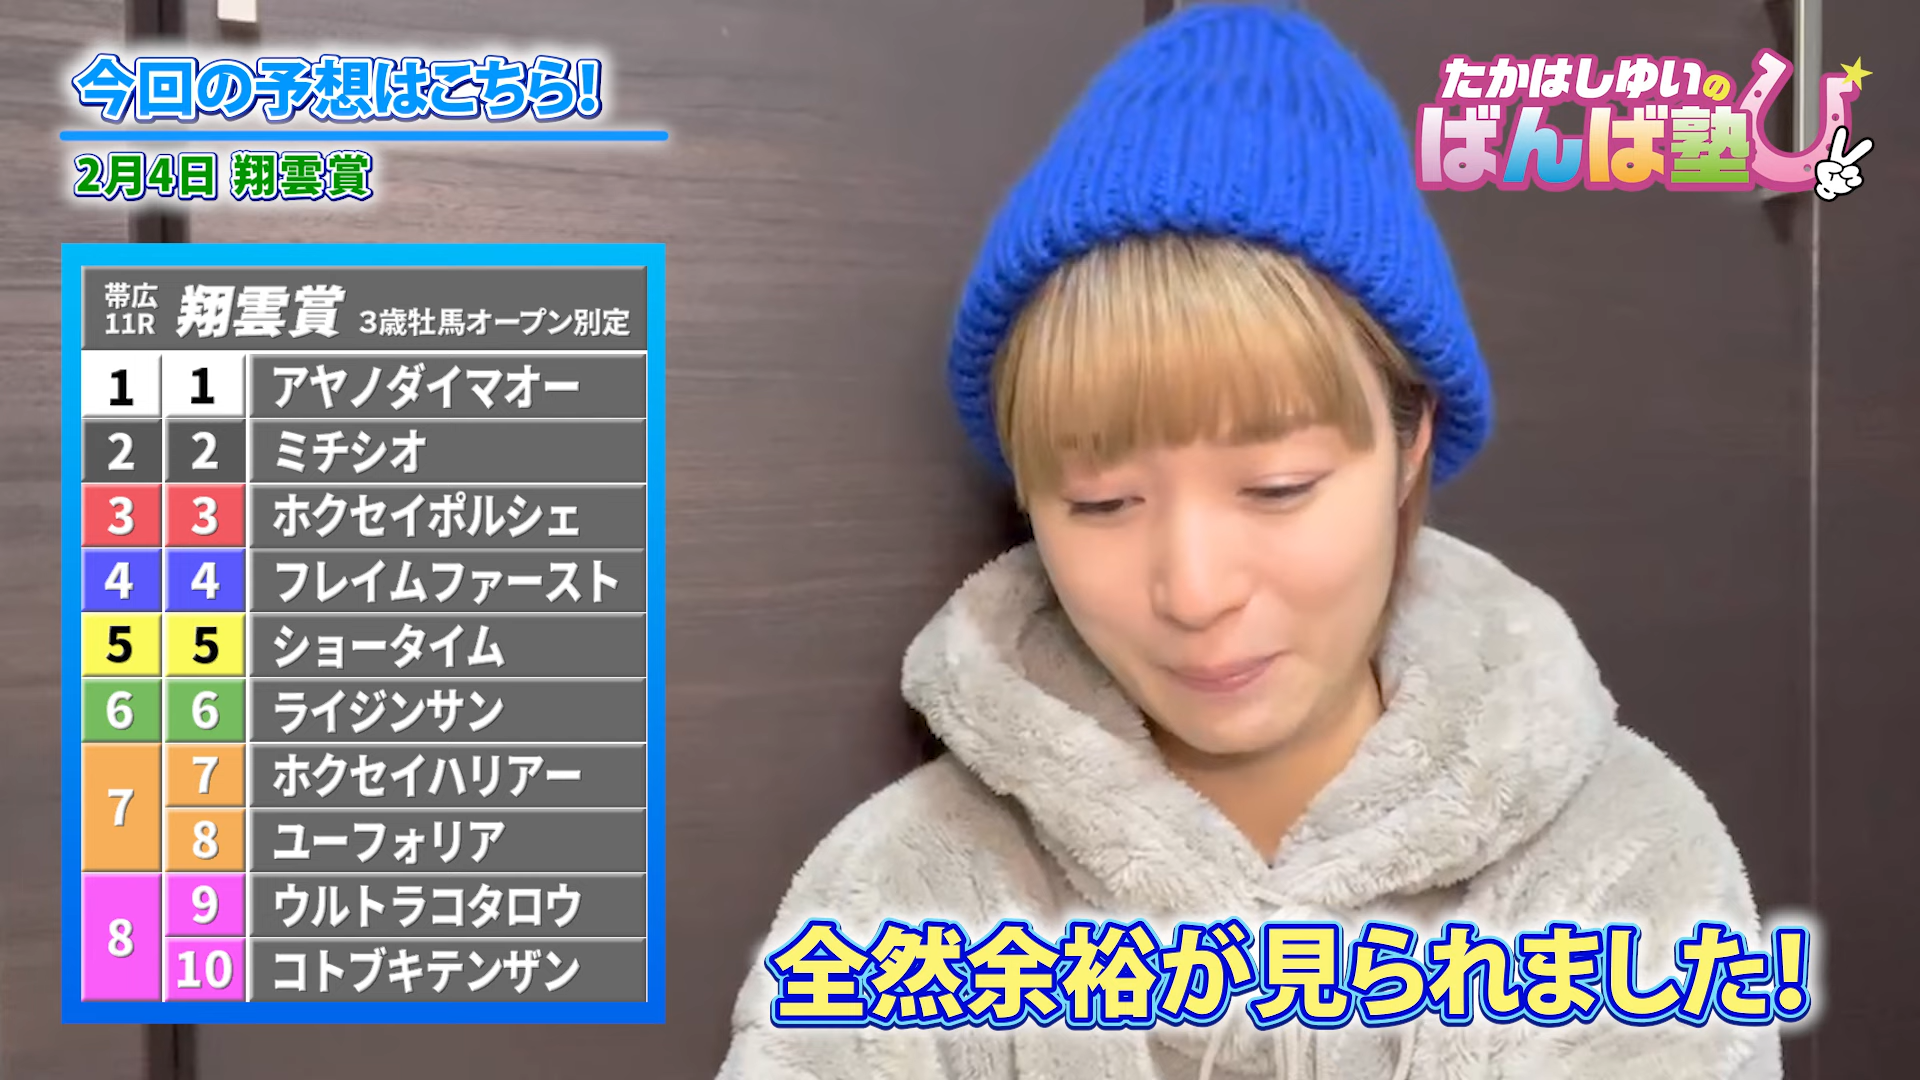 今回の予想はこちら!
2月4日 翔雲賞
たかはしゆいの
ばんば塾
帯広
11R
翔雲賞 3歳牡馬オープン別定
1 1 アヤノダイマオー
2 2 ミチシオ
3 3 ホクセイポルシェ
4 4 フレイムファースト
5 5 ショータイム
6 6 ライジンサン
7 7 ホクセイハリアー
8 ユーフォリア
8 9 ウルトラコタロウ
10 コトブキテンザン
全然余裕が見られました!